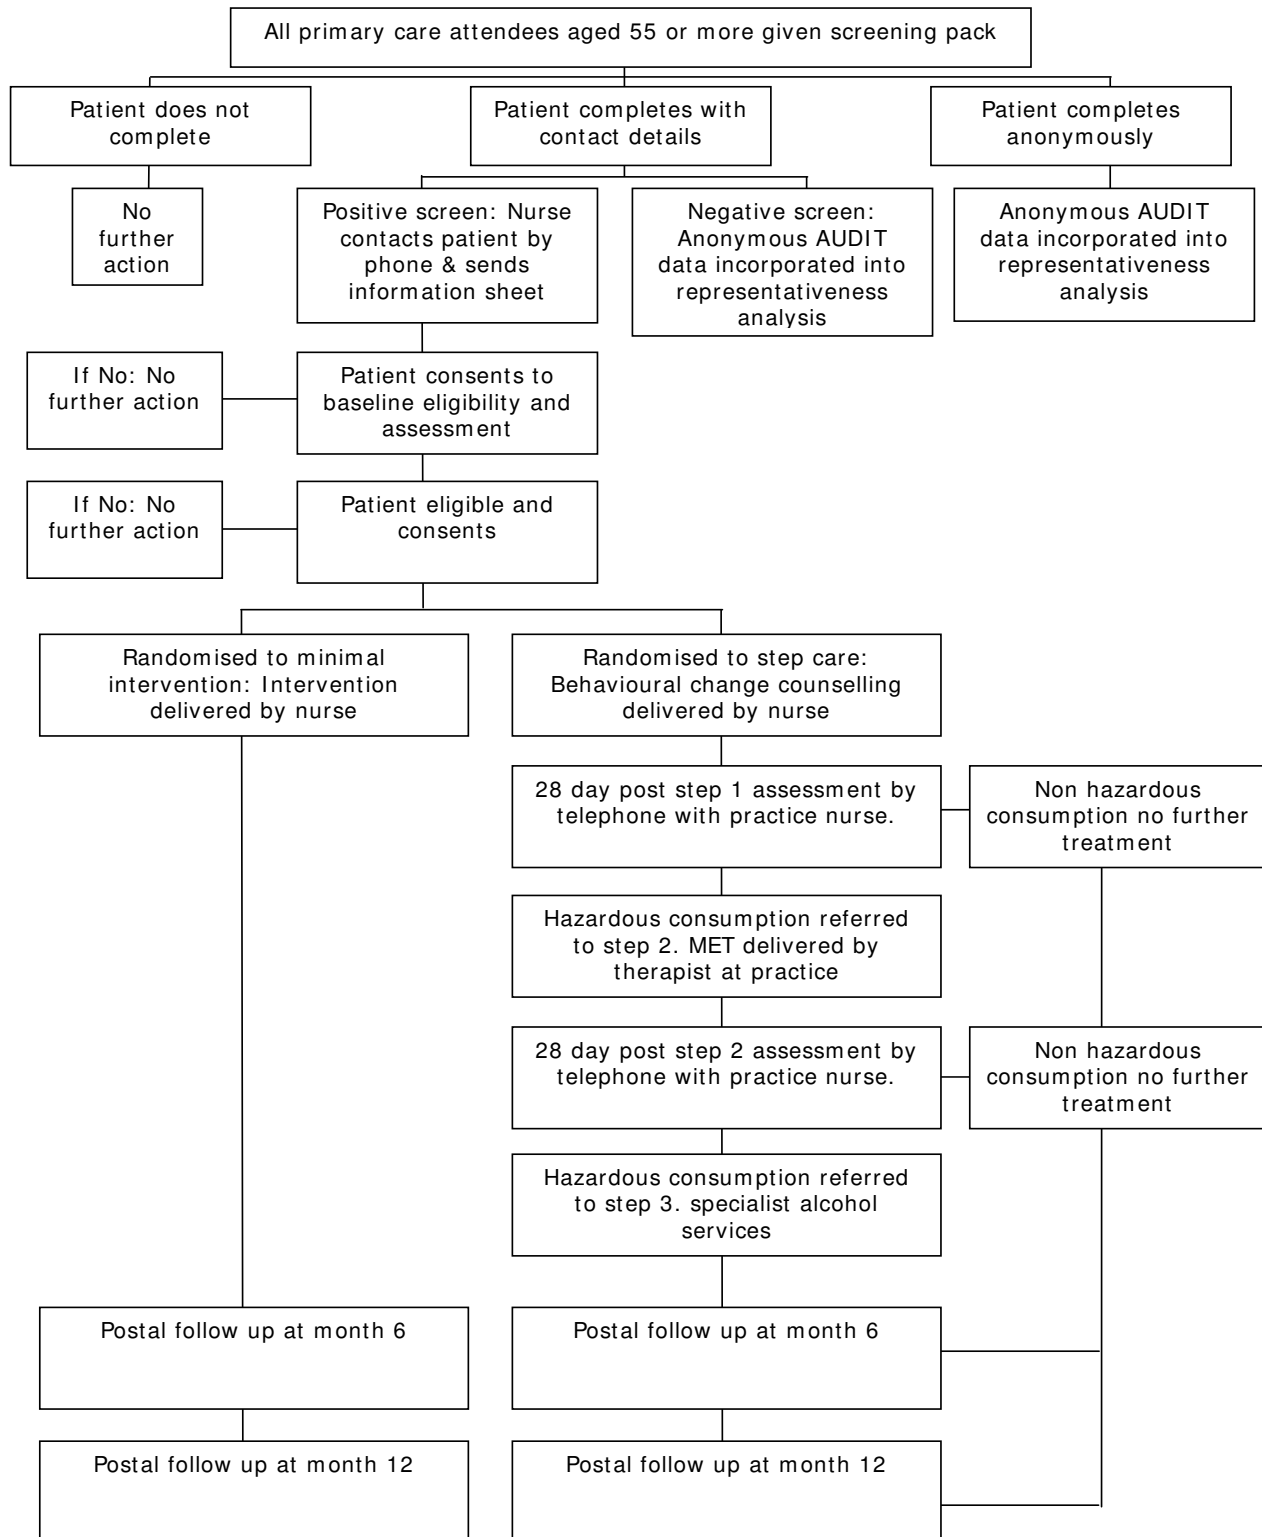 All primary care attendees aged 55 or more given screening pack
Patient does not
complete
Patient completes with
contact details
Patient completes
anonymously
No
further
action
Positive screen: Nurse
contacts patient by
phone & sends
information sheet
Negative screen:
Anonymous AUDIT
data incorporated into
representativeness
analysis
Anonymous AUDIT
data incorporated into
representativeness
analysis
If No: No
further action
Patient consents to
baseline eligibility and
assessment
If No: No
further action
Patient eligible and
consents
Randomised to minimal
intervention: Intervention
delivered by nurse
Randomised to step care:
Behavioural change counselling
delivered by nurse
28 day post step 1 assessment by
telephone with practice nurse.
Non hazardous
consumption no further
treatment
Hazardous consumption referred
to step 2. MET delivered by
therapist at practice
28 day post step 2 assessment by
telephone with practice nurse.
Non hazardous
consumption no further
treatment
Hazardous consumption referred
to step 3. specialist alcohol
services
Postal follow up at month 6
Postal follow up at month 6
Postal follow up at month 12
Postal follow up at month 12